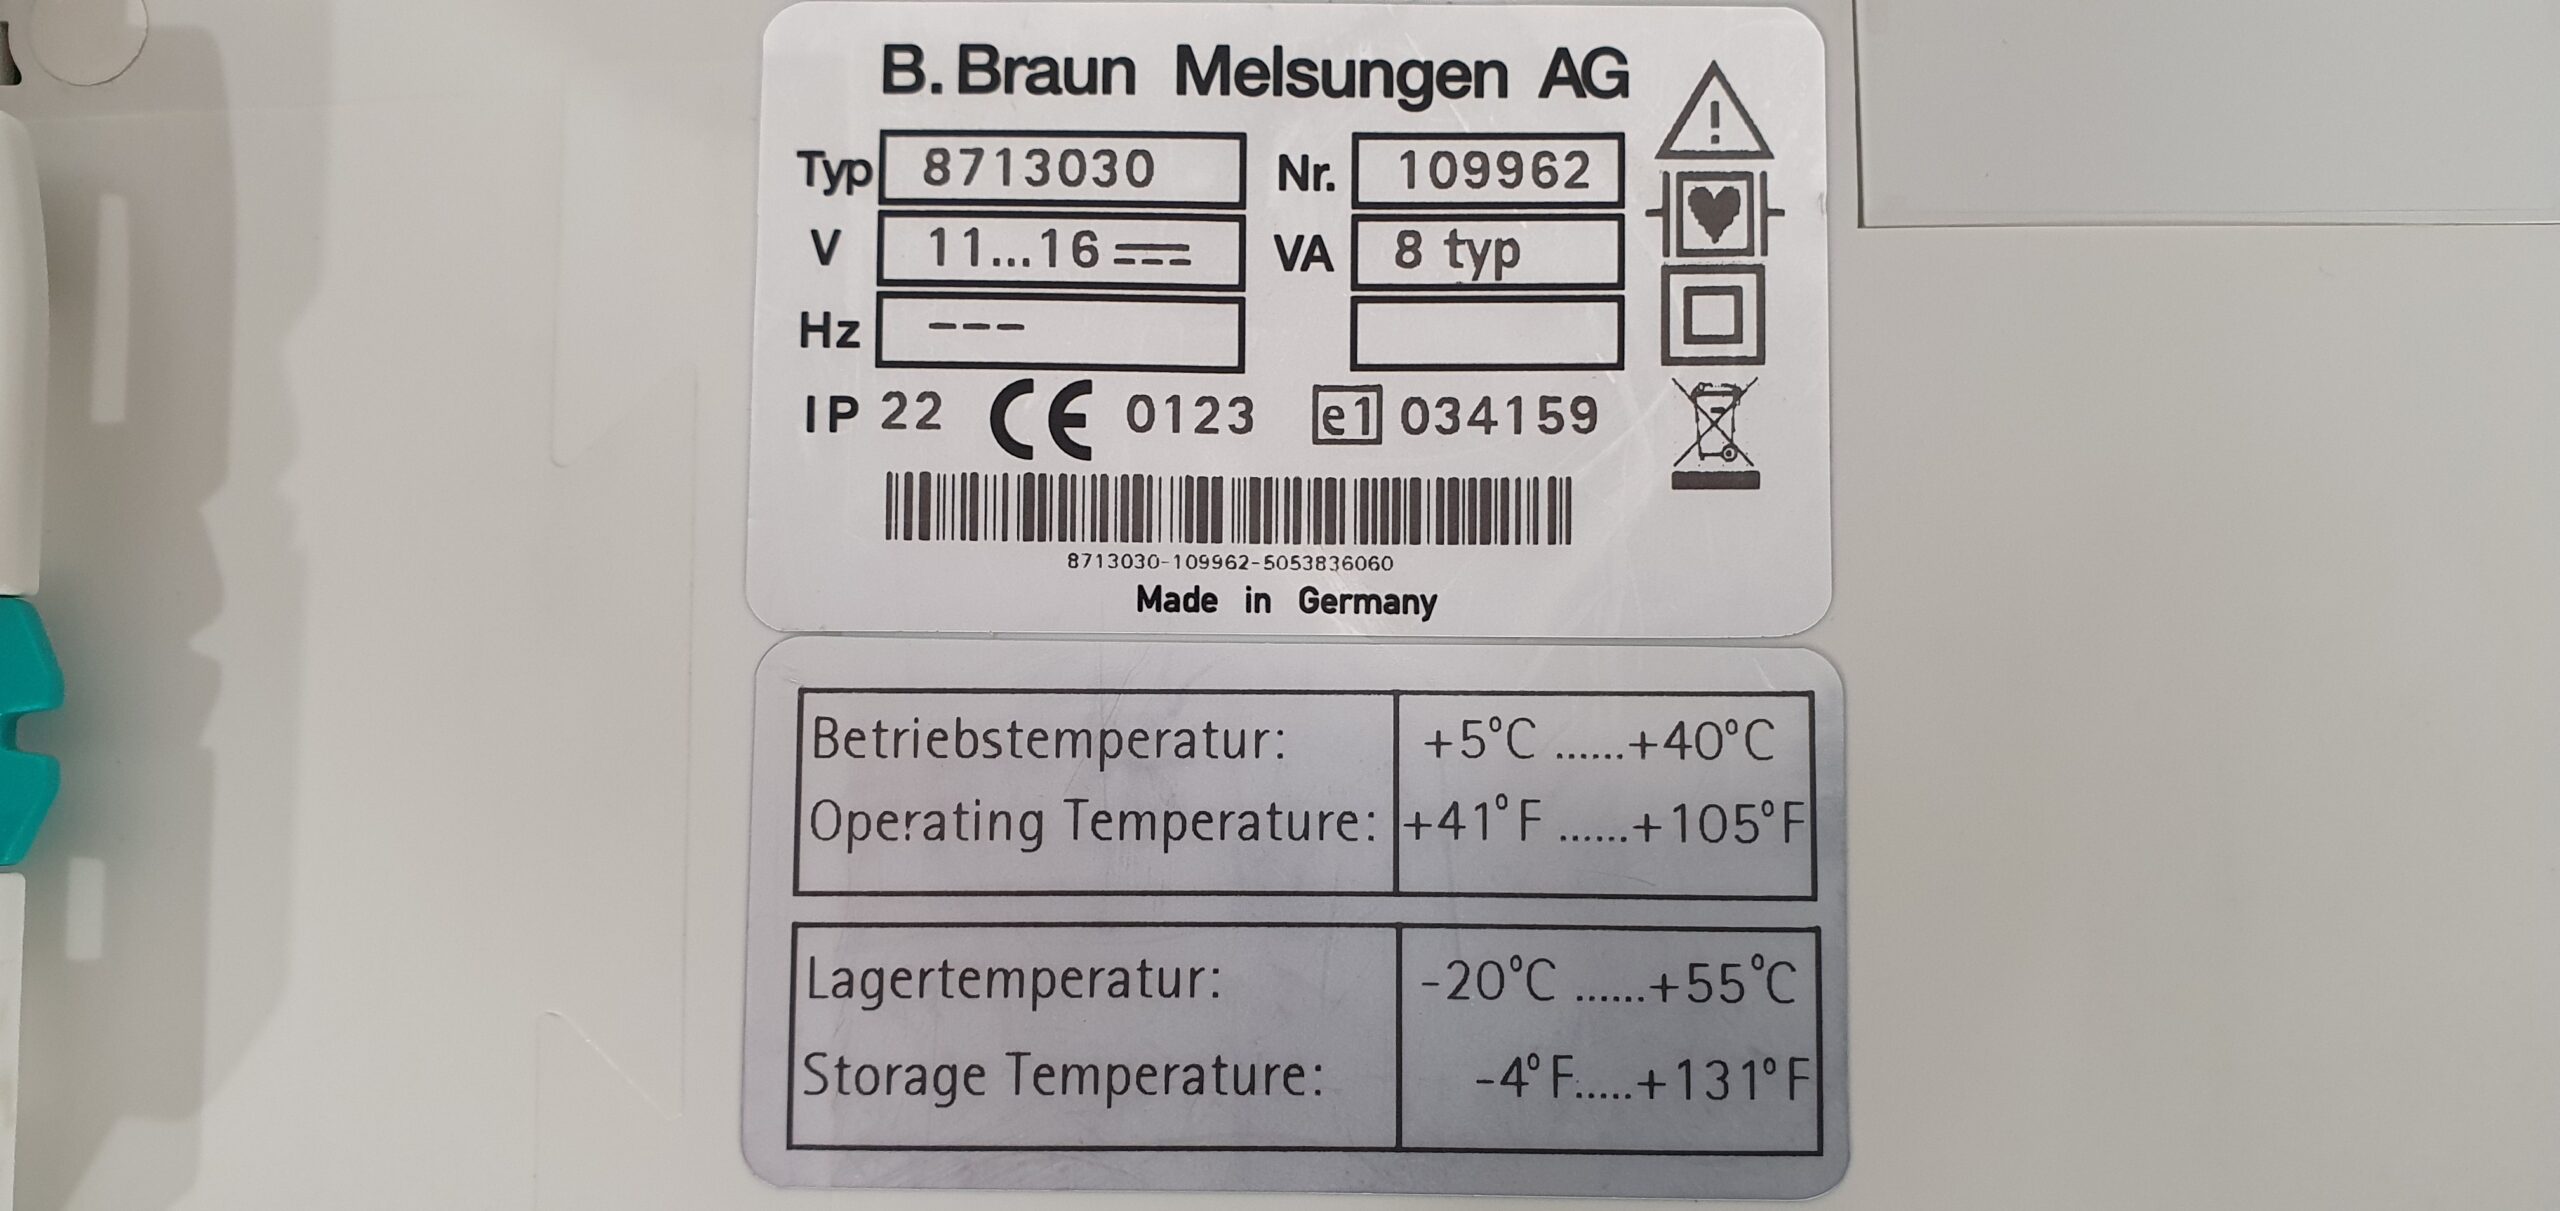 B. Braun Melsungen AG
Typ 8713030 Nr. 109962
V 11...16 VA 8 typ
Hz ---
IP 22 CE 0123 e1 034159
8713030-109962-5053836060
Made in Germany
Betriebstemperatur: +5°C ......+40°C
Operating Temperature: +41°F ......+105°F
Lagertemperatur: -20°C ......+55°C
Storage Temperature: -4°F.....+131°F